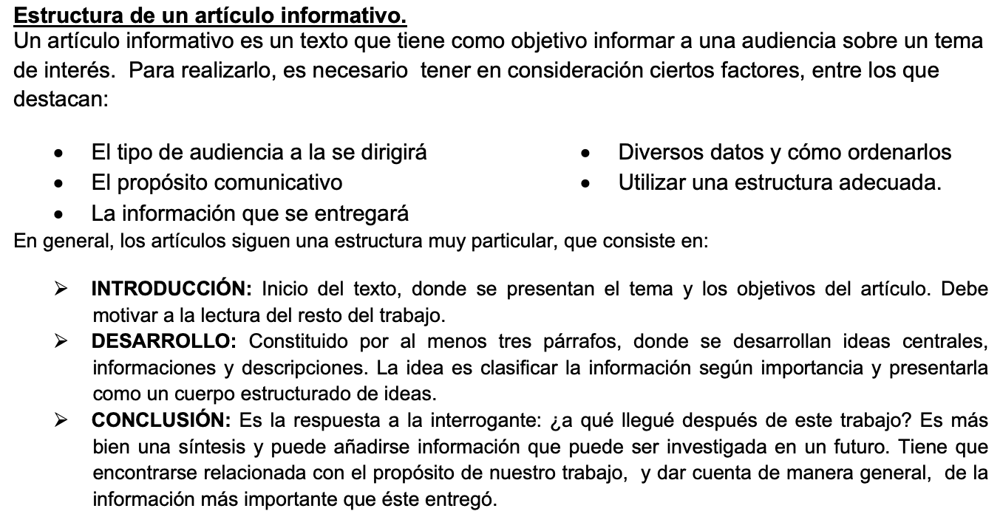 Estructura de un artículo informativo.
Un artículo informativo es un texto que tiene como objetivo informar a una audiencia sobre un tema
de interés.  Para realizarlo, es necesario  tener en consideración ciertos factores, entre los que
destacan:
• El tipo de audiencia a la se dirigirá
• El propósito comunicativo
• La información que se entregará
• Diversos datos y cómo ordenarlos
• Utilizar una estructura adecuada.
En general, los artículos siguen una estructura muy particular, que consiste en:
➢ INTRODUCCIÓN: Inicio del texto, donde se presentan el tema y los objetivos del artículo. Debe
motivar a la lectura del resto del trabajo.
➢ DESARROLLO: Constituido por al menos tres párrafos, donde se desarrollan ideas centrales,
informaciones y descripciones. La idea es clasificar la información según importancia y presentarla
como un cuerpo estructurado de ideas.
➢ CONCLUSIÓN: Es la respuesta a la interrogante: ¿a qué llegué después de este trabajo? Es más
bien una síntesis y puede añadirse información que puede ser investigada en un futuro. Tiene que
encontrarse relacionada con el propósito de nuestro trabajo,  y dar cuenta de manera general,  de la
información más importante que éste entregó.